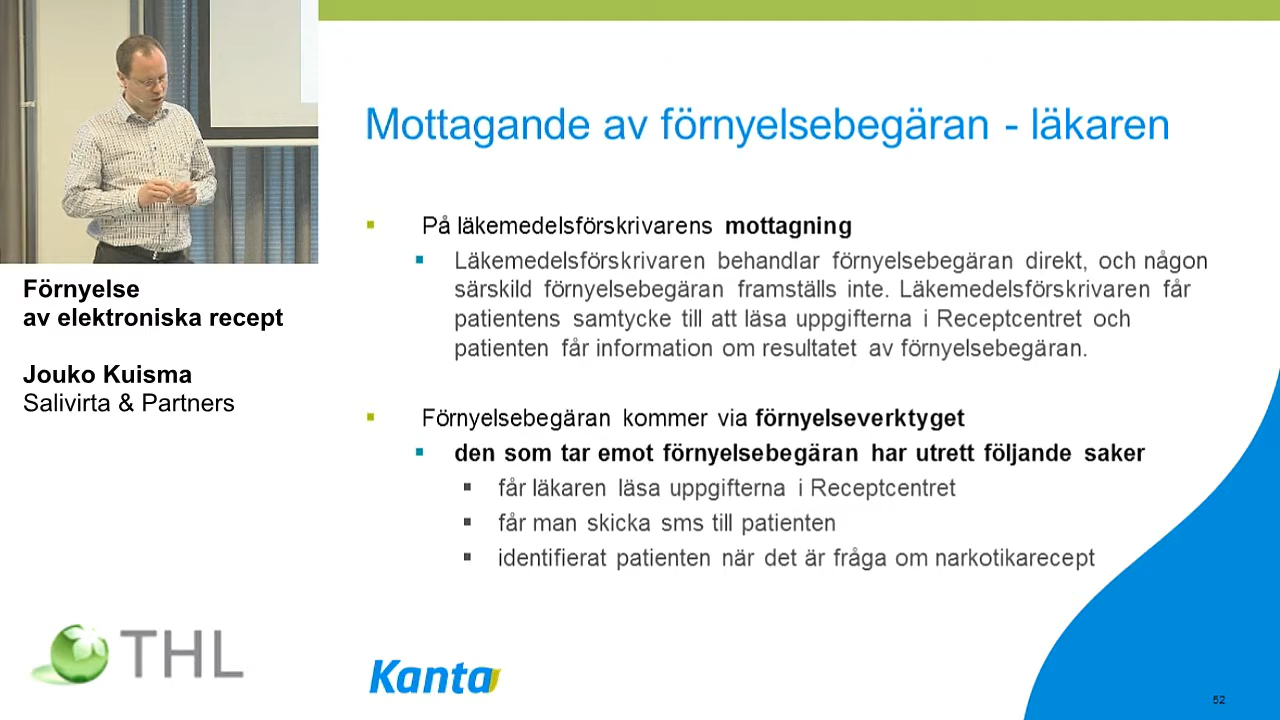 Mottagande av förnyelsebegäran - läkaren
På läkemedelsförskrivarens mottagning
Läkemedelsförskrivaren behandlar förnyelsebegäran direkt, och någon
särskild förnyelsebegäran framställs inte. Läkemedelsförskrivaren får
patientens samtycke till att läsa uppgifterna i Receptcentret och
patienten får information om resultatet av förnyelsebegäran.
Förnyelsebegäran kommer via förnyelseverktyget
den som tar emot förnyelsebegäran har utrett följande saker
får läkaren läsa uppgifterna i Receptcentret
får man skicka sms till patienten
identifierat patienten när det är fråga om narkotikarecept
Förnyelse
av elektroniska recept
Jouko Kuisma
Salivirta & Partners
THL
Kanta
52